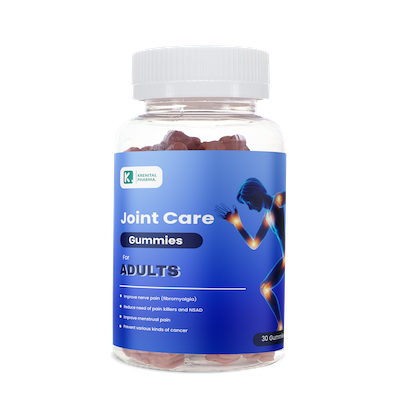 K
KRENITAL
PHARMA
Joint Care
Gummies
For
ADULTS
Improve nerve pain (fibromyalgia)
Reduce need of pain killers and NSAID
Improve menstrual pain
Prevent various kinds of cancer
30 Gummies